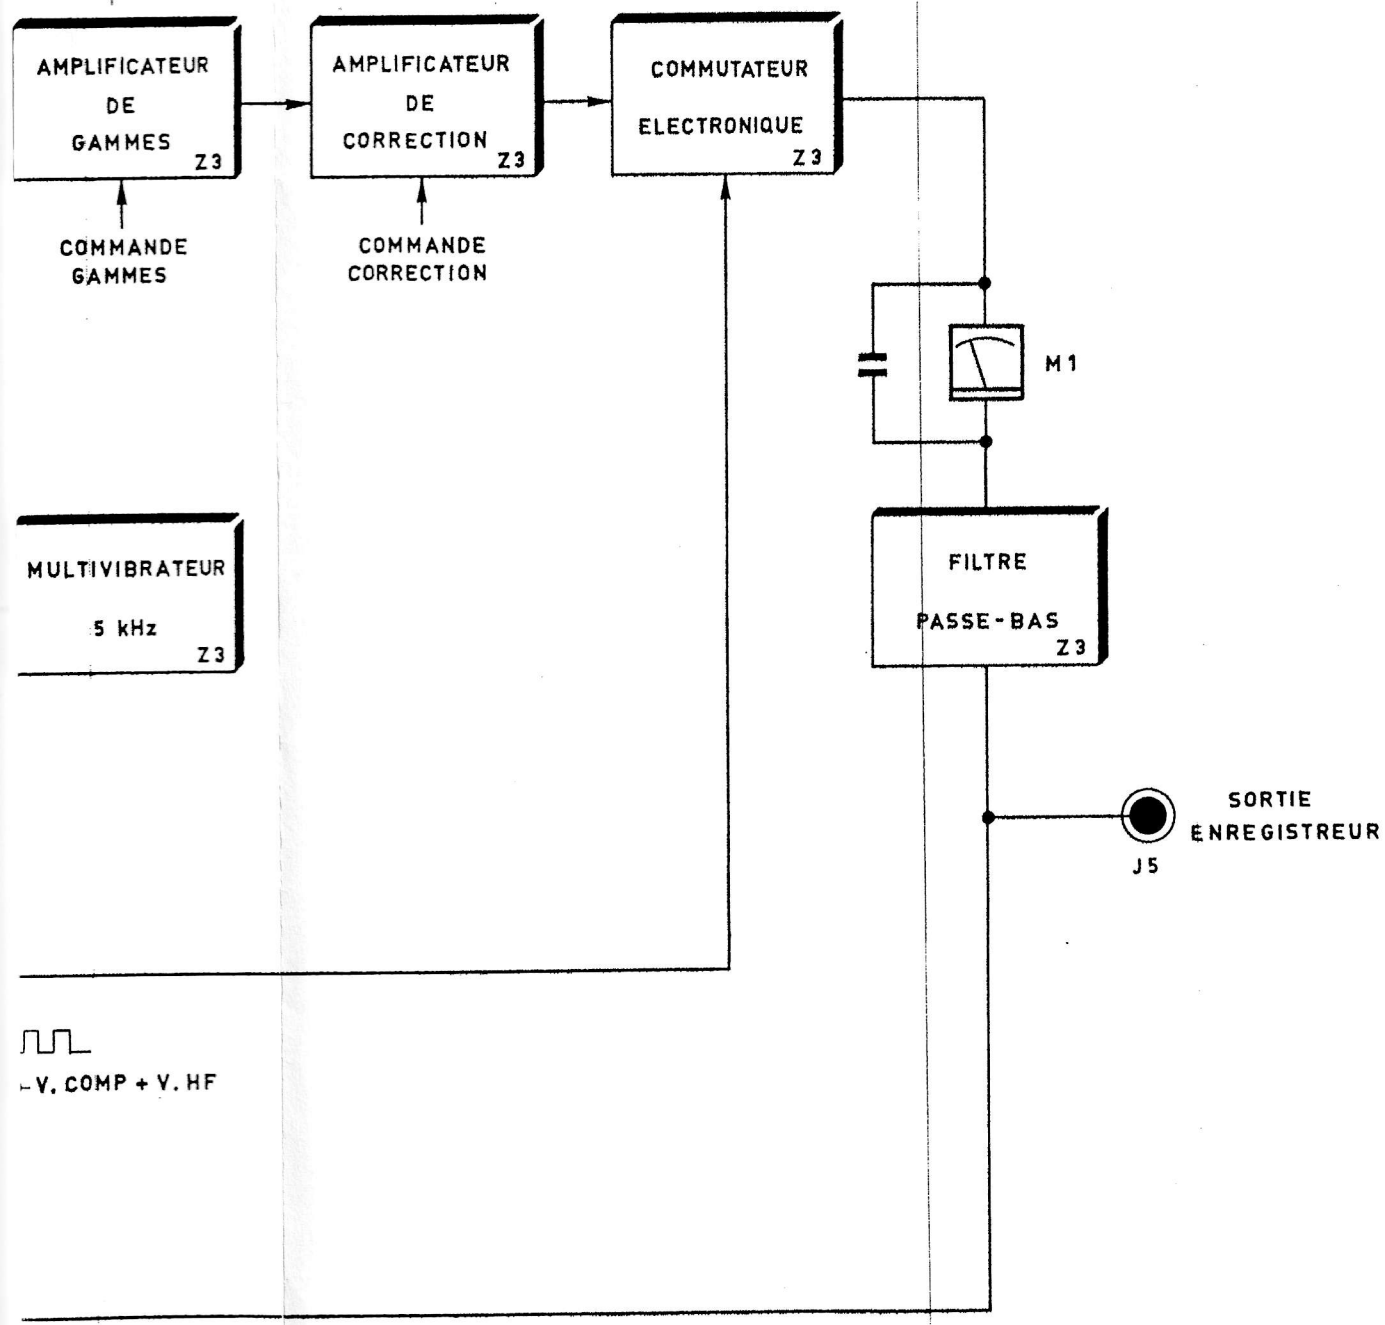 AMPLIFICATEUR
DE
GAMMES
Z3
COMMANDE
GAMMES
AMPLIFICATEUR
DE
CORRECTION
Z3
COMMANDE
CORRECTION
COMMUTATEUR
ELECTRONIQUE
Z3
M1
MULTIVIBRATEUR
5 kHz
Z3
FILTRE
PASSE-BAS
Z3
SORTIE
ENREGISTREUR
J5
V. COMP + V. HF